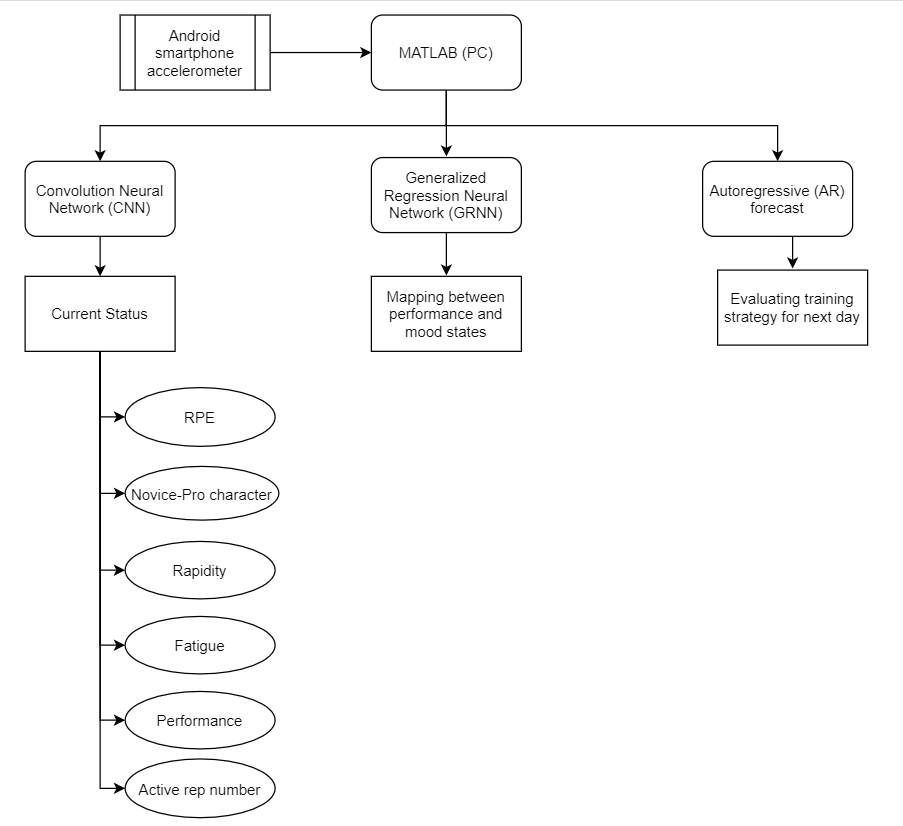 Android
smartphone
accelerometer
MATLAB (PC)
Convolution Neural
Network (CNN)
Generalized
Regression Neural
Network (GRNN)
Autoregressive (AR)
forecast
Current Status
Mapping between
performance and
mood states
Evaluating training
strategy for next day
RPE
Novice-Pro character
Rapidity
Fatigue
Performance
Active rep number